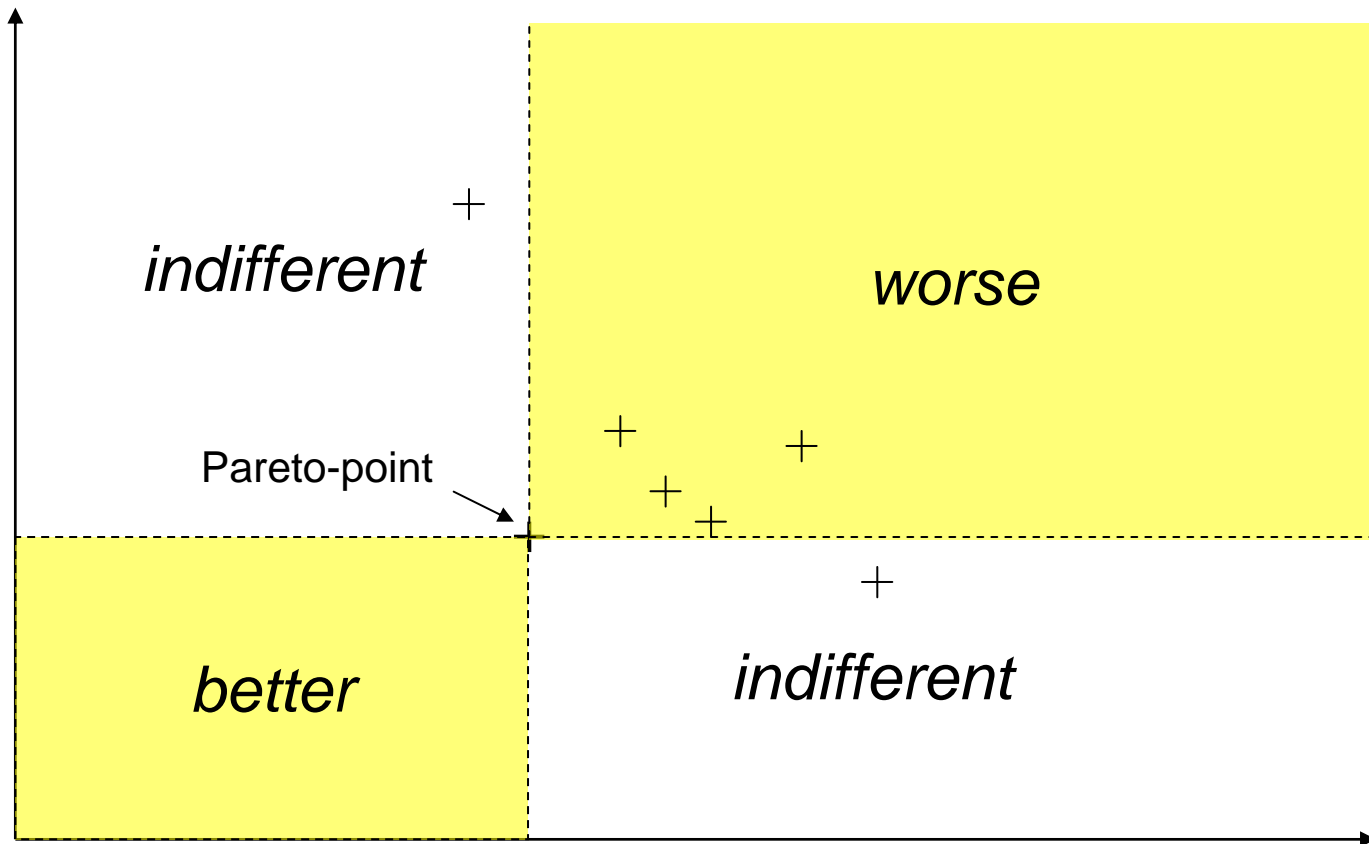 indifferent
worse
Pareto-point
better
indifferent